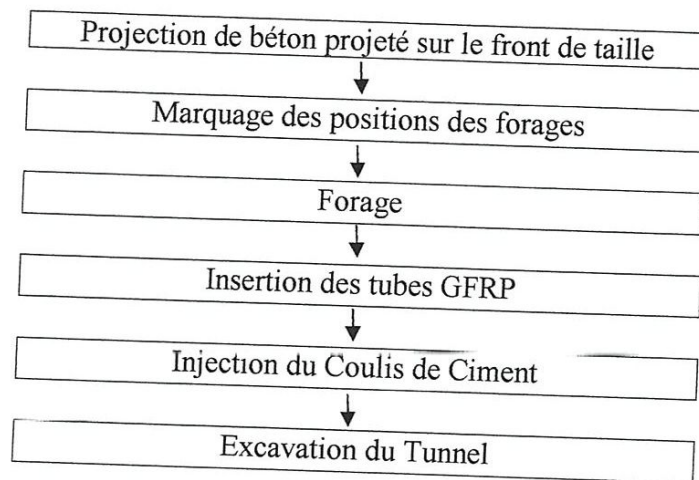 Projection de béton projeté sur le front de taille
Marquage des positions des forages
Forage
Insertion des tubes GFRP
Injection du Coulis de Ciment
Excavation du Tunnel